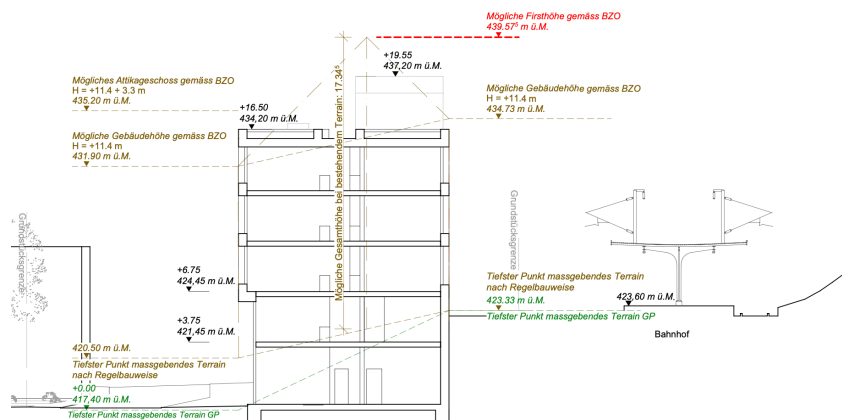 Mögliche Firsthöhe gemäss BZO
439.57⁵ m ü.M.
+19.55
437,20 m ü.M.
Mögliches Attikageschoss gemäss BZO
H = +11.4 + 3.3 m
435.20 m ü.M.
Mögliche Gebäudehöhe gemäss BZO
H = +11.4 m
434.73 m ü.M.
+16.50
434,20 m ü.M.
Mögliche Gebäudehöhe gemäss BZO
H = +11.4 m
431.90 m ü.M.
Mögliche Gesamthöhe bei bestehendem Terrain: 17.34⁵
Grundstücksgrenze
Grundstücksgrenze
+6.75
424,45 m ü.M.
Tiefster Punkt massgebendes Terrain
nach Regelbauweise
423.33 m ü.M.
Tiefster Punkt massgebendes Terrain GP
423,60 m ü.M.
Bahnhof
+3.75
421,45 m ü.M.
420.50 m ü.M.
Tiefster Punkt massgebendes Terrain
nach Regelbauweise
+0.00
417,40 m ü.M.
Tiefster Punkt massgebendes Terrain GP